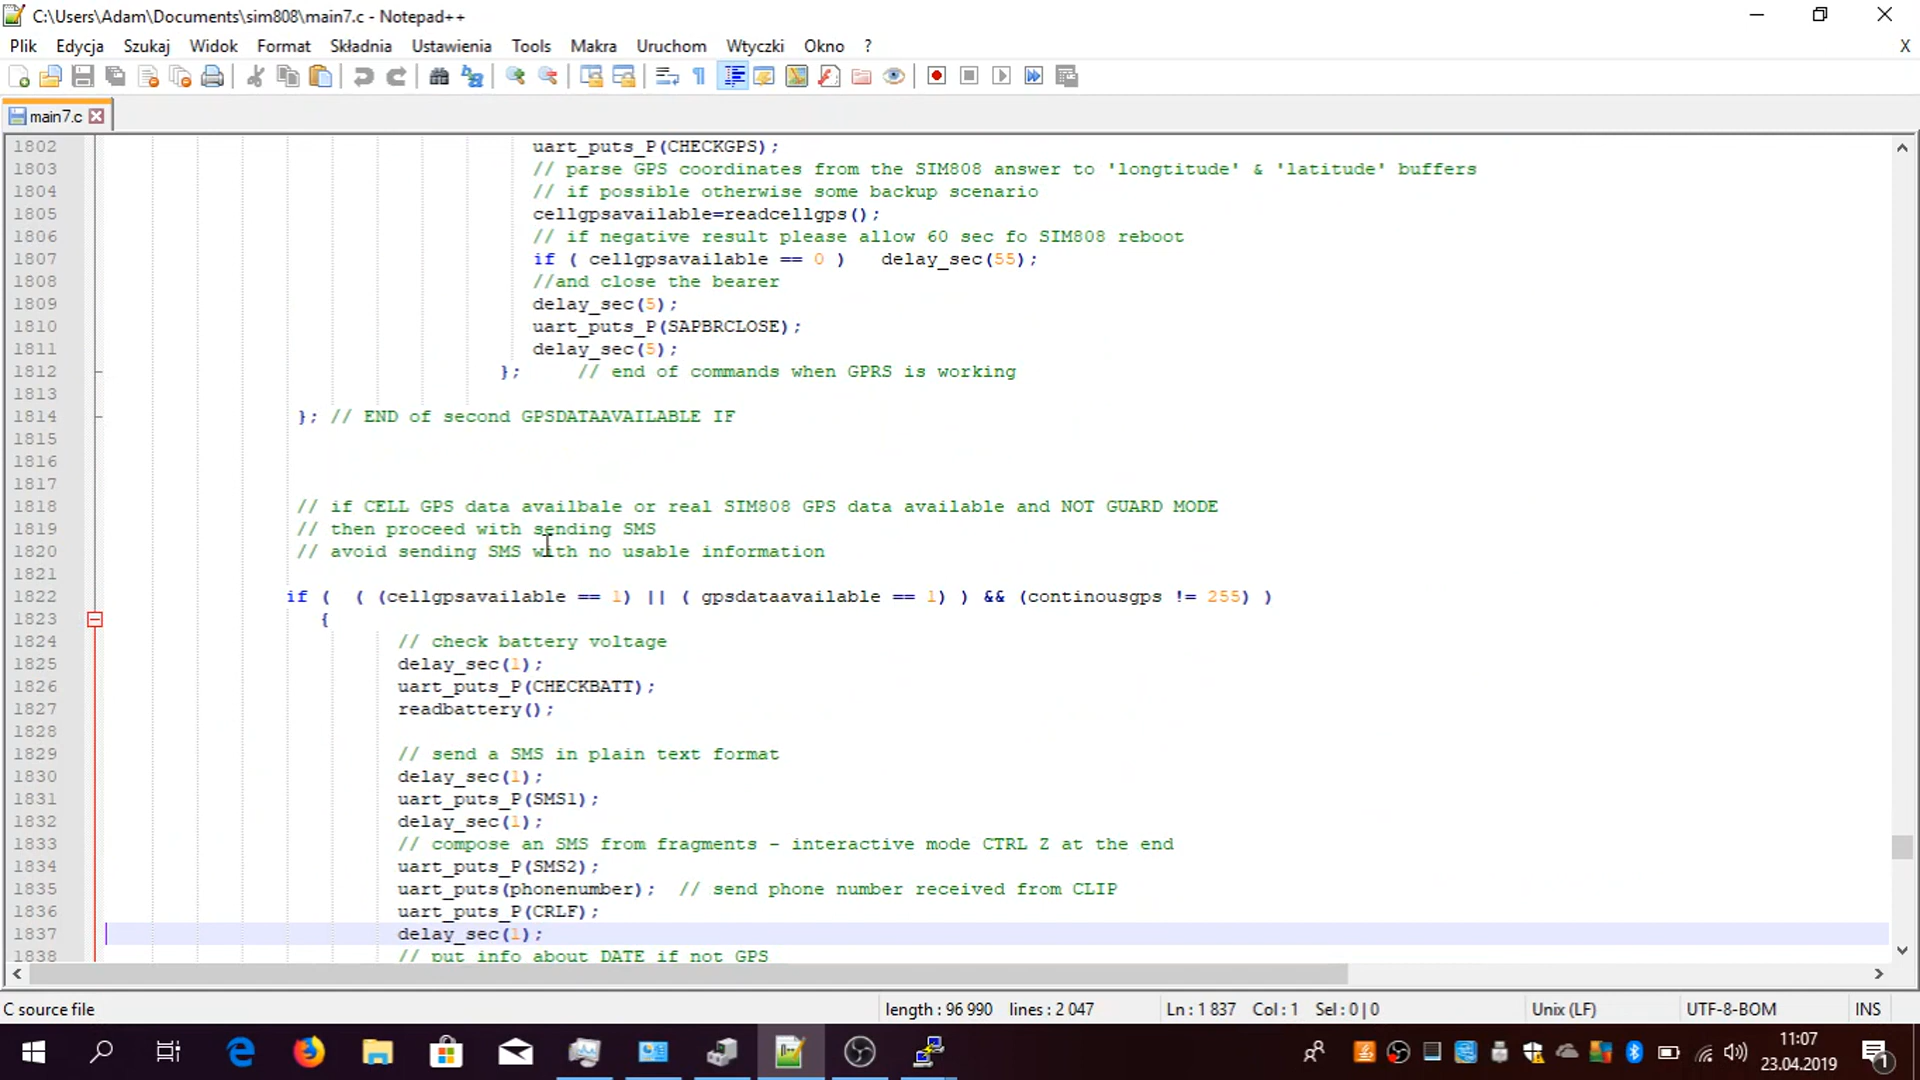 C:\Users\Adam\Documents\sim808\main7.c - Notepad++
Plik Edycja Szukaj Widok Format Składnia Ustawienia Tools Makra Uruchom Wtyczki Okno ? X
main7.c
1802 uart_puts_P(CHECKGPS);
1803 // parse GPS coordinates from the SIM808 answer to 'longtitude' & 'latitude' buffers
1804 // if possible otherwise some backup scenario
1805 cellgpsavailable=readcellgps();
1806 // if negative result please allow 60 sec fo SIM808 reboot
1807 if ( cellgpsavailable == 0 ) delay_sec(55);
1808 //and close the bearer
1809 delay_sec(5);
1810 uart_puts_P(SAPBRCLOSE);
1811 delay_sec(5);
1812 }; // end of commands when GPRS is working
1813
1814 }; // END of second GPSDATAAVAILABLE IF
1815
1816
1817
1818 // if CELL GPS data availbale or real SIM808 GPS data available and NOT GUARD MODE
1819 // then proceed with sending SMS
1820 // avoid sending SMS with no usable information
1821
1822 if ( ( (cellgpsavailable == 1) || ( gpsdataavailable == 1) ) && (continousgps != 255) )
1823 {
1824 // check battery voltage
1825 delay_sec(1);
1826 uart_puts_P(CHECKBATT);
1827 readbattery();
1828
1829 // send a SMS in plain text format
1830 delay_sec(1);
1831 uart_puts_P(SMS1);
1832 delay_sec(1);
1833 // compose an SMS from fragments - interactive mode CTRL Z at the end
1834 uart_puts_P(SMS2);
1835 uart_puts(phonenumber); // send phone number received from CLIP
1836 uart_puts_P(CRLF);
1837 delay_sec(1);
1838 // put info about DATE if not GPS
C source file length : 96 990 lines : 2 047 Ln : 1 837 Col : 1 Sel : 0 | 0 Unix (LF) UTF-8-BOM INS
11:07
23.04.2019
1